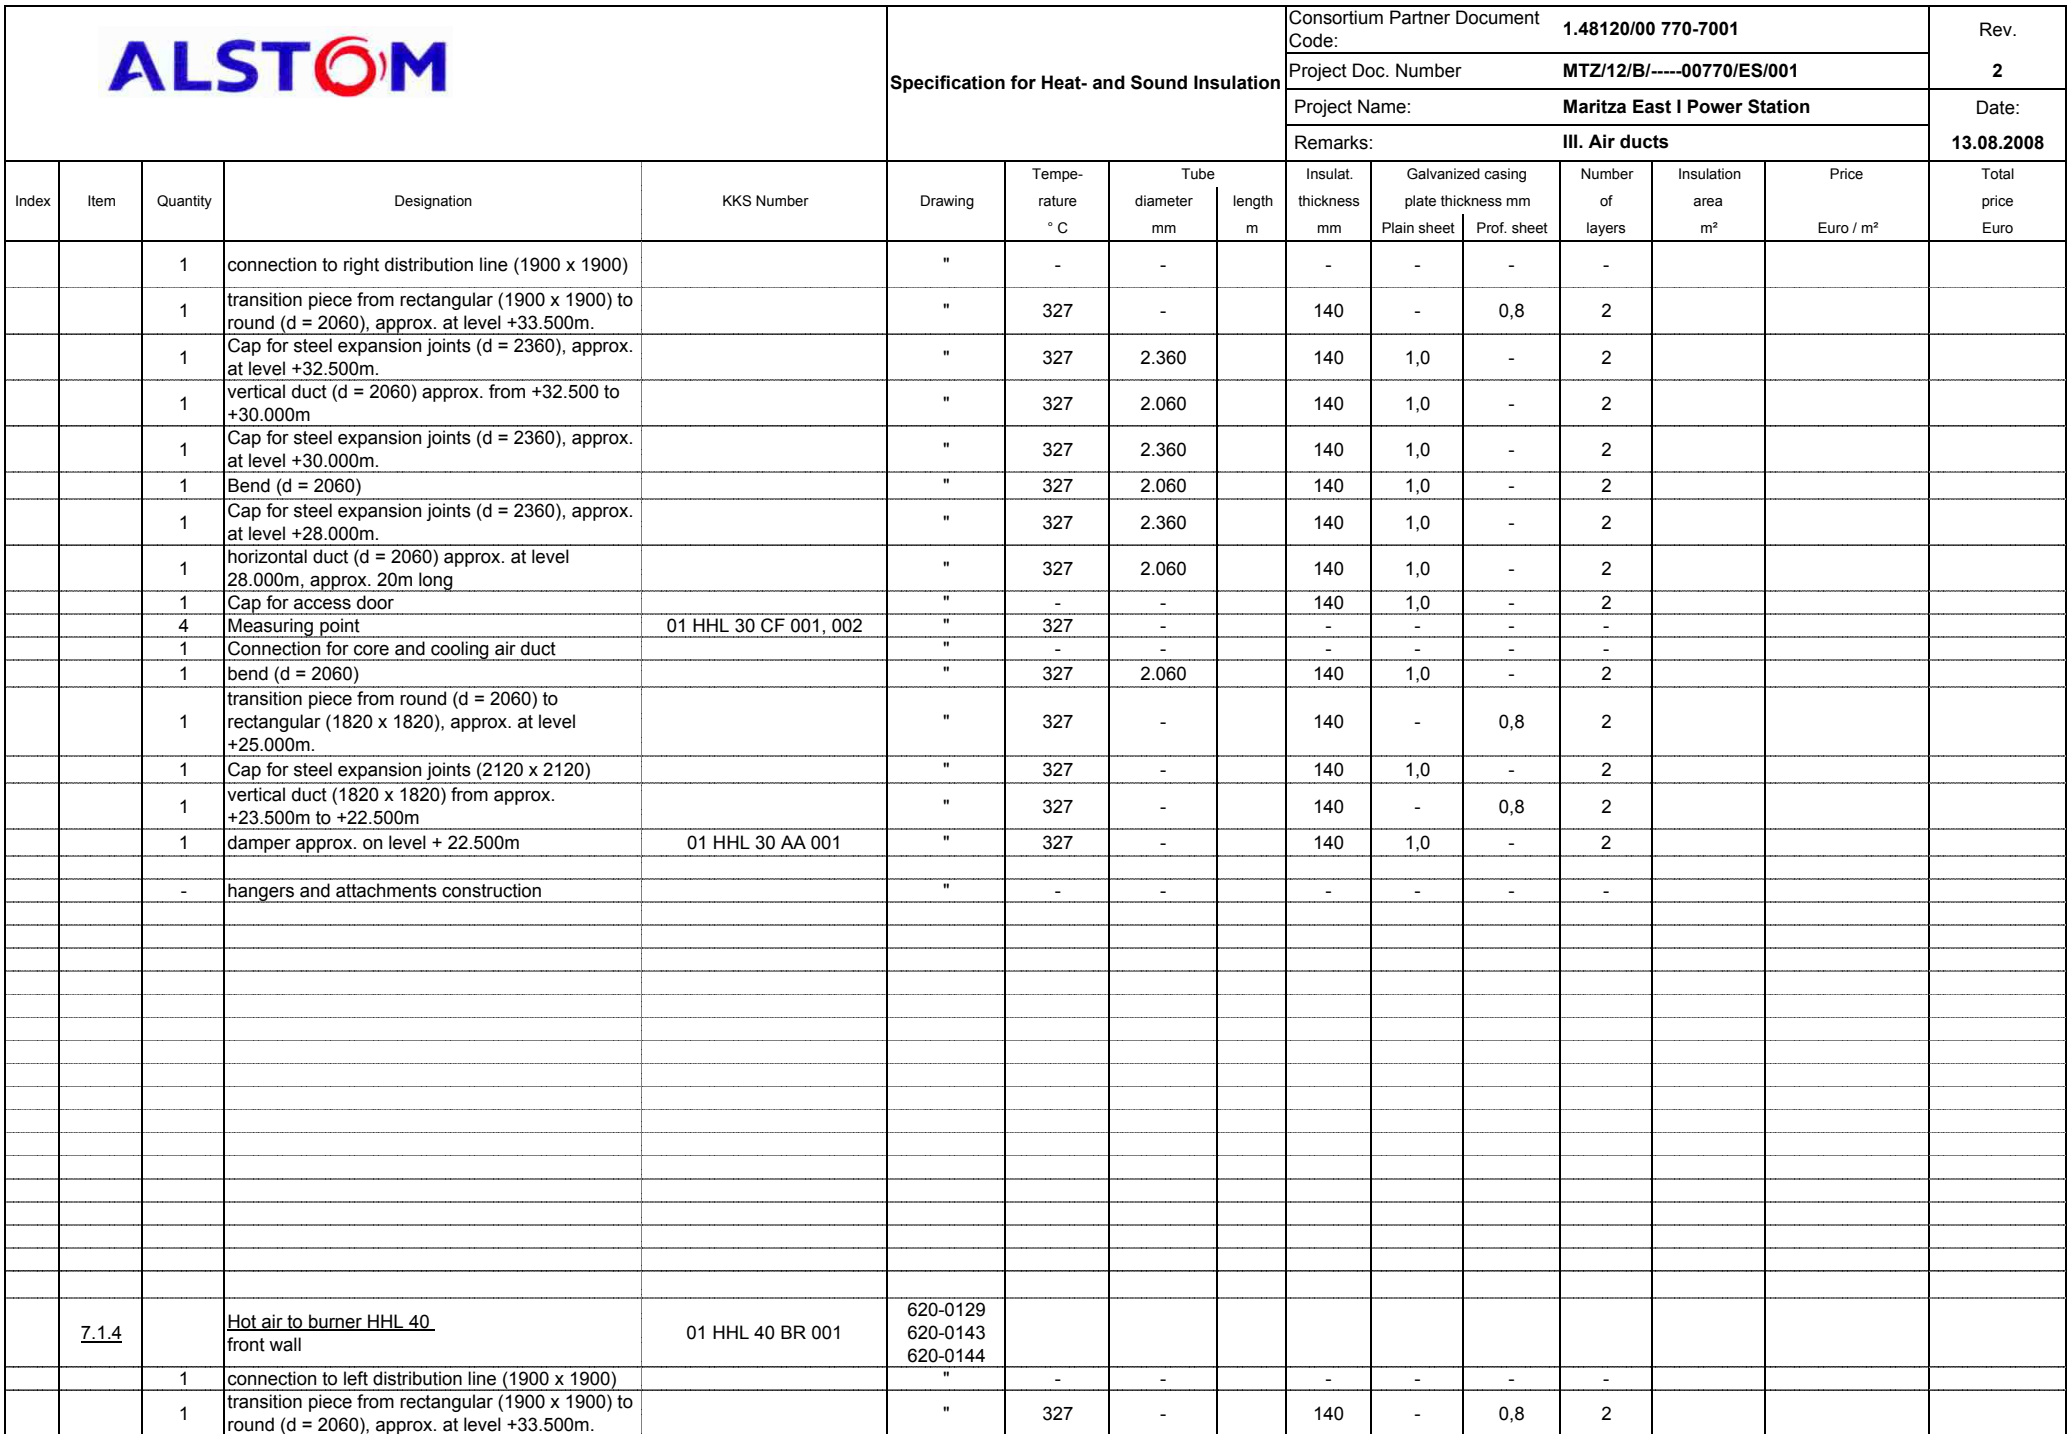 ALSTOM
Specification for Heat- and Sound Insulation
Consortium Partner Document Code: 1.48120/00 770-7001
Rev.
Project Doc. Number MTZ/12/B/-----00770/ES/001
2
Project Name: Maritza East I Power Station
Date:
Remarks: III. Air ducts
13.08.2008
Index Item Quantity Designation KKS Number Drawing Tempe- rature ° C Tube diameter mm length m Insulat. thickness mm Galvanized casing plate thickness mm Plain sheet Prof. sheet Number of layers Insulation area m² Price Euro / m² Total price Euro
1 connection to right distribution line (1900 x 1900) " - - - - - -
1 transition piece from rectangular (1900 x 1900) to
round (d = 2060), approx. at level +33.500m. " 327 - 140 - 0,8 2
1 Cap for steel expansion joints (d = 2360), approx.
at level +32.500m. " 327 2.360 140 1,0 - 2
1 vertical duct (d = 2060) approx. from +32.500 to
+30.000m " 327 2.060 140 1,0 - 2
1 Cap for steel expansion joints (d = 2360), approx.
at level +30.000m. " 327 2.360 140 1,0 - 2
1 Bend (d = 2060) " 327 2.060 140 1,0 - 2
1 Cap for steel expansion joints (d = 2360), approx.
at level +28.000m. " 327 2.360 140 1,0 - 2
1 horizontal duct (d = 2060) approx. at level
28.000m, approx. 20m long " 327 2.060 140 1,0 - 2
1 Cap for access door " - - 140 1,0 - 2
4 Measuring point 01 HHL 30 CF 001, 002 " 327 - - - - -
1 Connection for core and cooling air duct " - - - - - -
1 bend (d = 2060) " 327 2.060 140 1,0 - 2
1 transition piece from round (d = 2060) to
rectangular (1820 x 1820), approx. at level
+25.000m. " 327 - 140 - 0,8 2
1 Cap for steel expansion joints (2120 x 2120) " 327 - 140 1,0 - 2
1 vertical duct (1820 x 1820) from approx.
+23.500m to +22.500m " 327 - 140 - 0,8 2
1 damper approx. on level + 22.500m 01 HHL 30 AA 001 " 327 - 140 1,0 - 2
- hangers and attachments construction " - - - - - -
7.1.4 Hot air to burner HHL 40
front wall 01 HHL 40 BR 001 620-0129
620-0143
620-0144
1 connection to left distribution line (1900 x 1900) " - - - - - -
1 transition piece from rectangular (1900 x 1900) to
round (d = 2060), approx. at level +33.500m. " 327 - 140 - 0,8 2